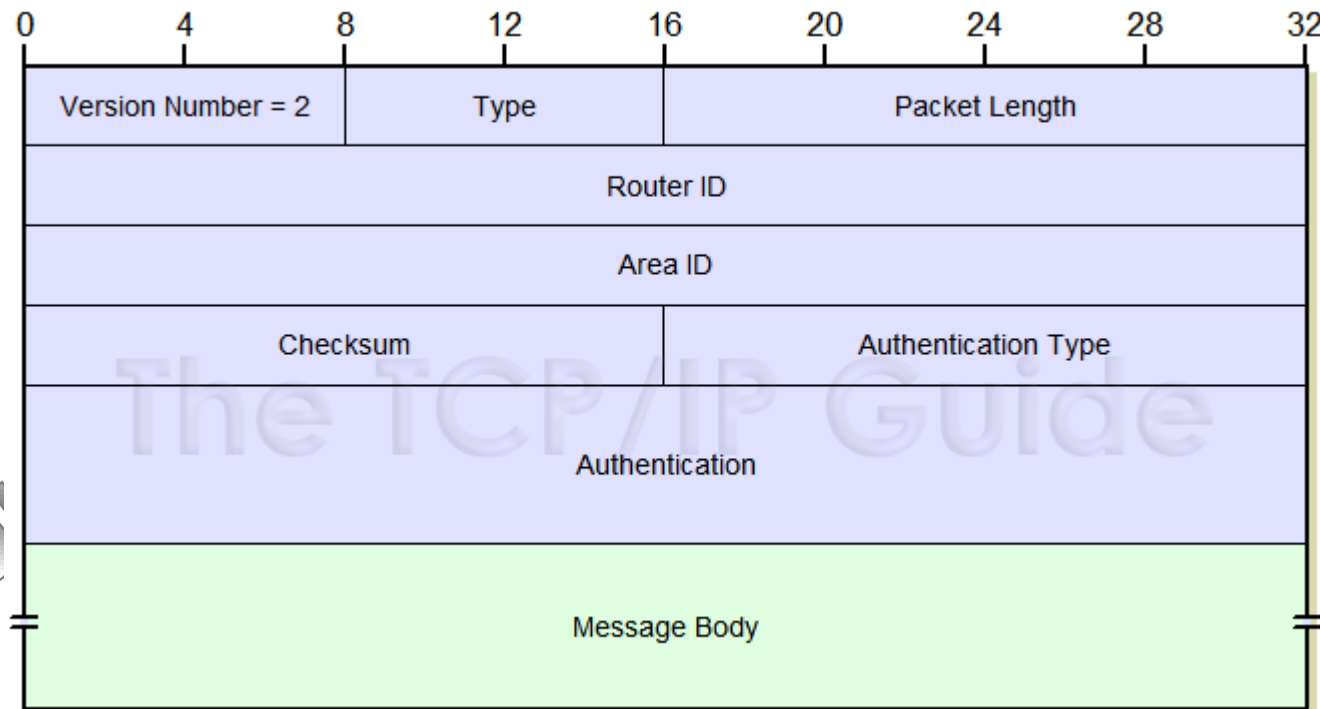 0 4 8 12 16 20 24 28 32
Version Number = 2 Type Packet Length
Router ID
Area ID
Checksum Authentication Type
The TCP/IP Guide
Authentication
Message Body